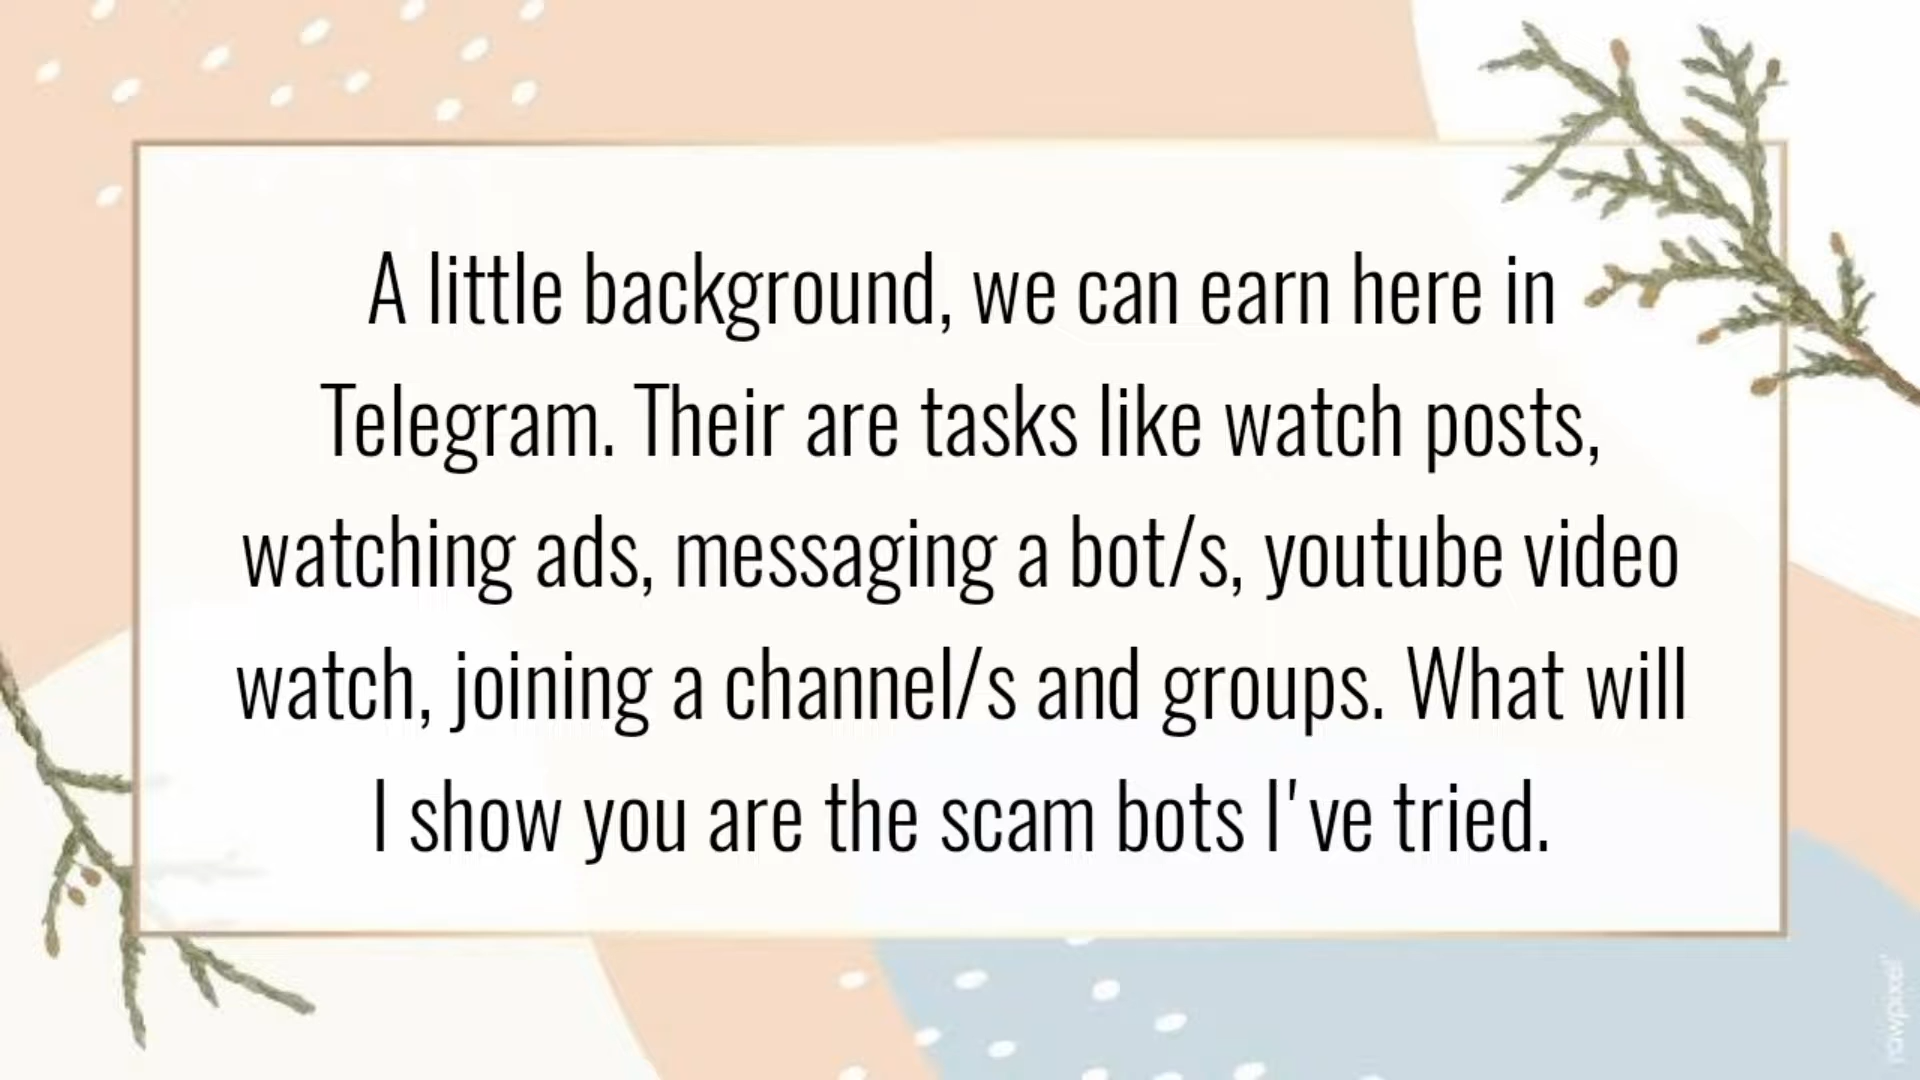 A little background, we can earn here in
Telegram. Their are tasks like watch posts,
watching ads, messaging a bot/s, youtube video
watch, joining a channel/s and groups. What will
I show you are the scam bots I've tried.
rawpixel